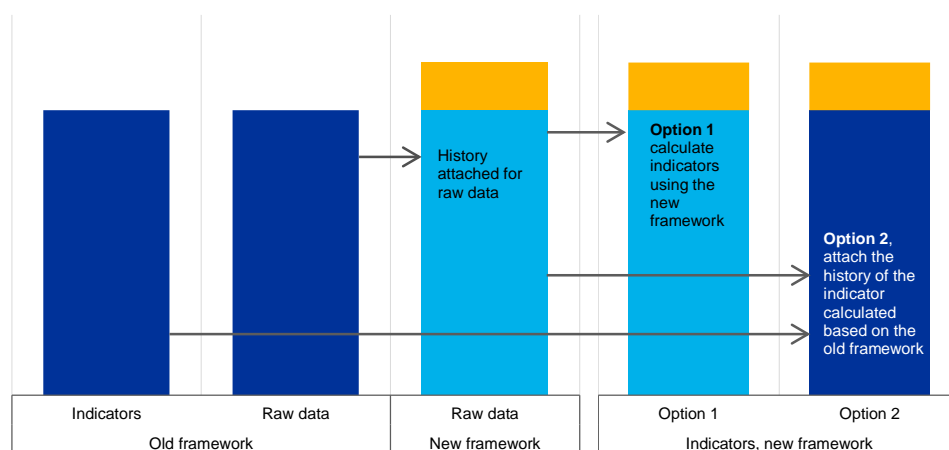 History
attached for
raw data
Option 1
calculate
indicators
using the
new
framework
Option 2,
attach the
history of the
indicator
calculated
based on the
old framework
Indicators
Raw data
Raw data
Option 1
Option 2
Old framework
New framework
Indicators, new framework